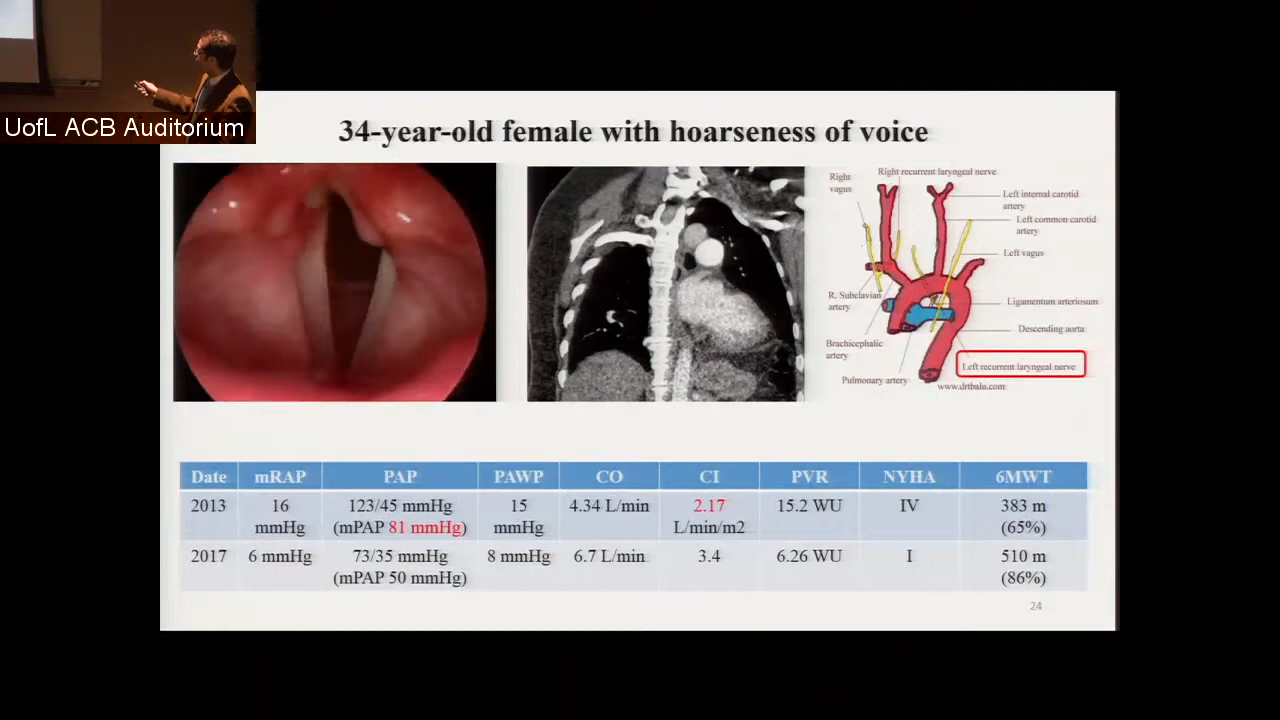 UofL ACB Auditorium
34-year-old female with hoarseness of voice
Right
vagus
Right recurrent laryngeal nerve
Left internal carotid
artery
Left common carotid
artery
Left vagus
R. Subclavian
artery
Ligamentum arteriosum
Brachicephalic
artery
Descending aorta
Pulmonary artery
Left recurrent laryngeal nerve
www.drtbalu.com
Date mRAP PAP PAWP CO CI PVR NYHA 6MWT
2013 16 123/45 mmHg 15 4.34 L/min 2.17 15.2 WU IV 383 m
mmHg (mPAP 81 mmHg) mmHg L/min/m2 (65%)
2017 6 mmHg 73/35 mmHg 8 mmHg 6.7 L/min 3.4 6.26 WU I 510 m
(mPAP 50 mmHg) (86%)
24